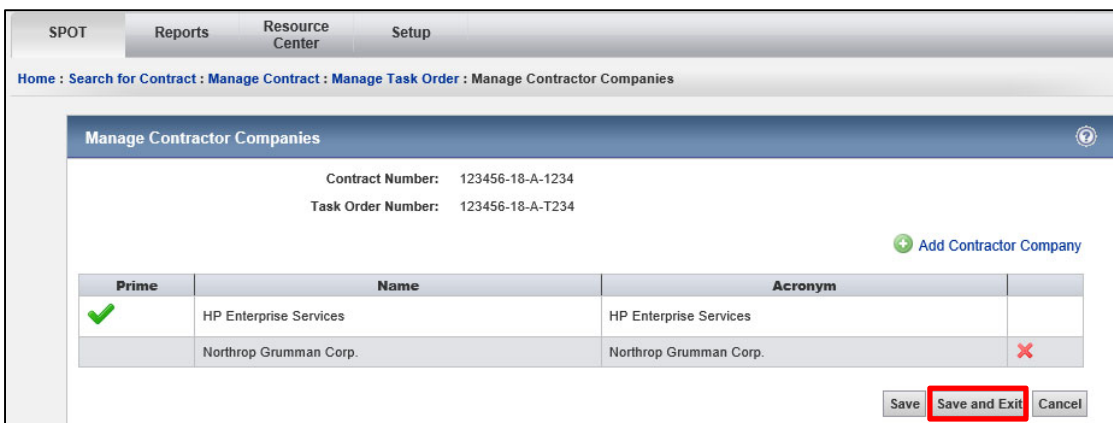 SPOT Reports Resource Center Setup
Home : Search for Contract : Manage Contract : Manage Task Order : Manage Contractor Companies
Manage Contractor Companies
Contract Number: 123456-18-A-1234
Task Order Number: 123456-18-A-T234
Add Contractor Company
Prime Name Acronym
HP Enterprise Services HP Enterprise Services
Northrop Grumman Corp. Northrop Grumman Corp.
Save Save and Exit Cancel